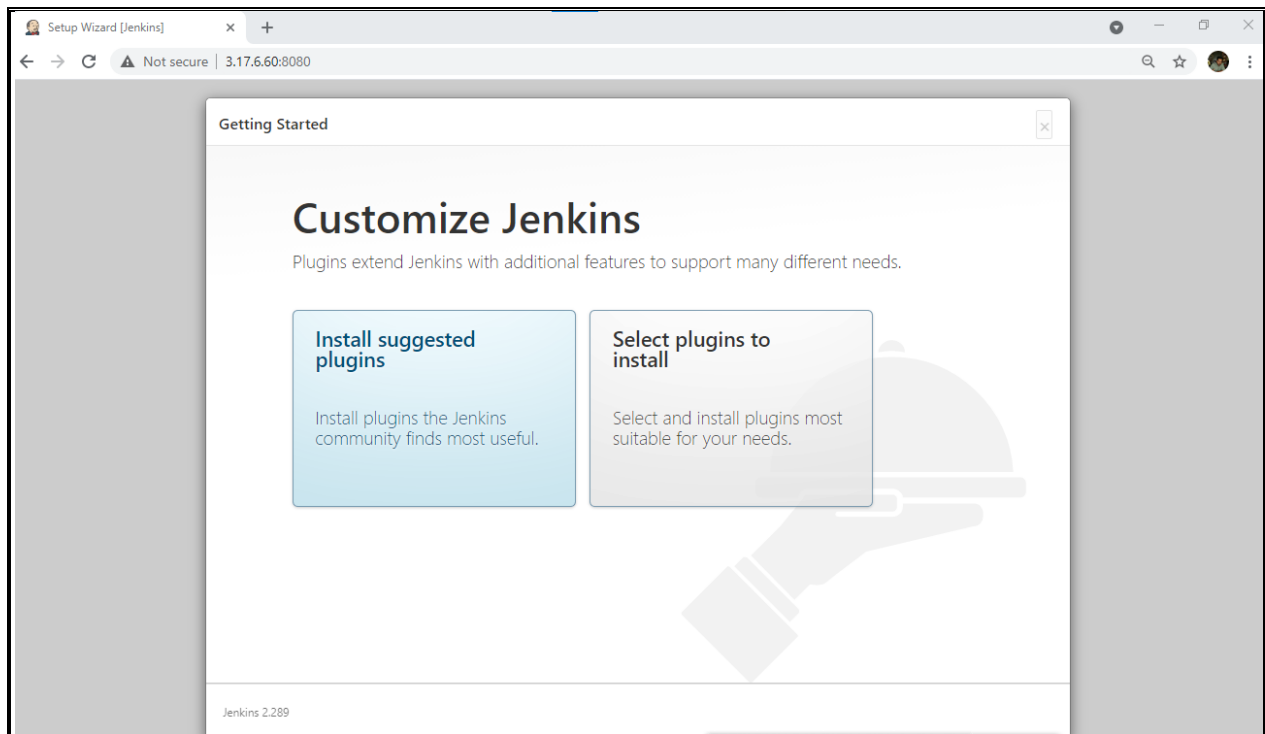 Setup Wizard [Jenkins]
Not secure | 3.17.6.60:8080
Getting Started
Customize Jenkins
Plugins extend Jenkins with additional features to support many different needs.
Install suggested
plugins
Install plugins the Jenkins
community finds most useful.
Select plugins to
install
Select and install plugins most
suitable for your needs.
Jenkins 2.289